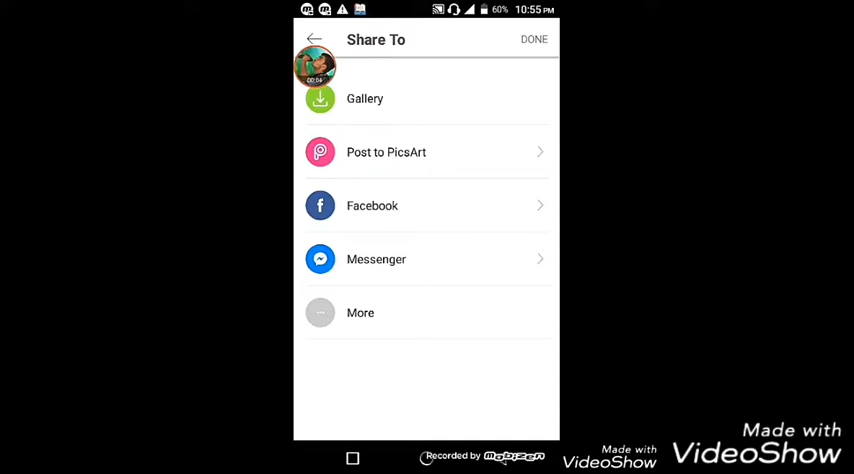 60% 10:55 PM
Share To
DONE
00:04
Gallery
Post to PicsArt
Facebook
Messenger
More
Recorded by mobizen
Made with
VideoShow
Made with
VideoShow